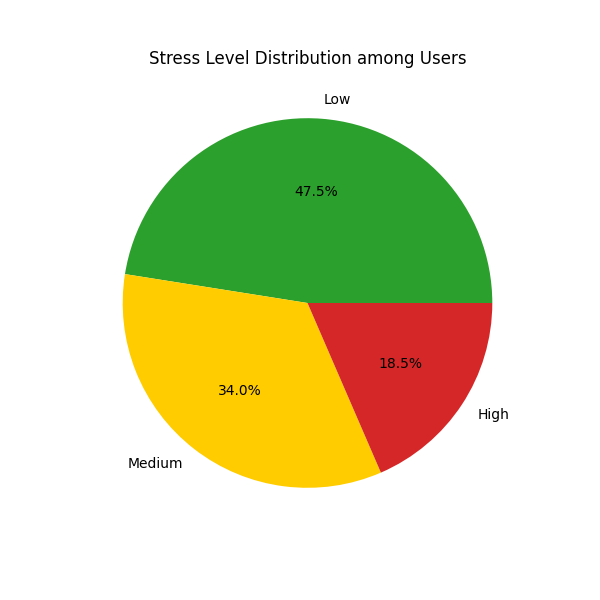 Stress Level Distribution among Users
Low
47.5%
34.0%
18.5%
Medium
High